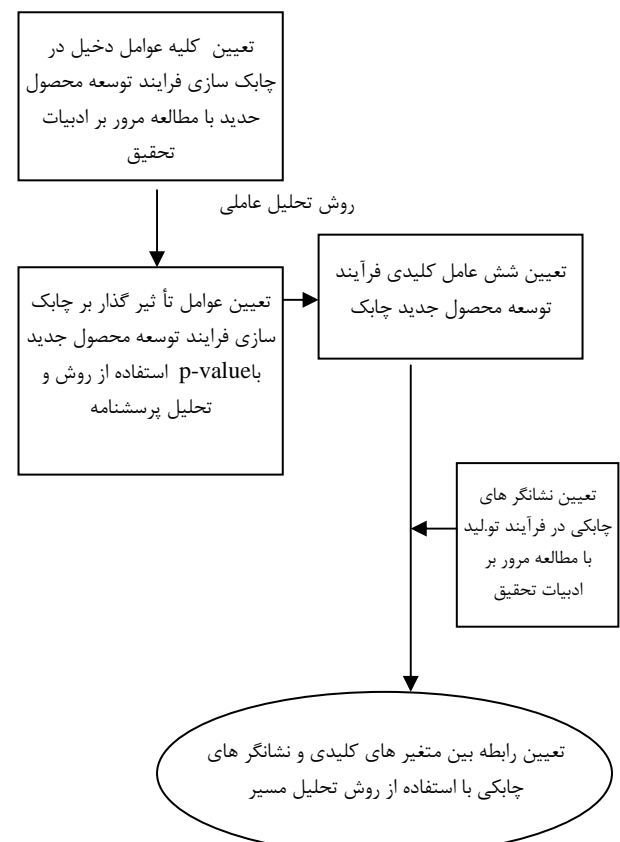 تعیین کلیه عوامل دخیل در
چابک سازی فرایند توسعه محصول
حدید با مطالعه مرور بر ادبیات
تحقیق
روش تحلیل عاملی
تعیین عوامل تأ ثیر گذار بر چابک
سازی فرایند توسعه محصول جدید
باp-value استفاده از روش و
تحلیل پرسشنامه
تعیین شش عامل کلیدی فرآیند
توسعه محصول جدید چابک
تعیین نشانگر های
چابکی در فرآیند تو.لید
با مطالعه مرور بر
ادبیات تحقیق
تعیین رابطه بین متغیر های کلیدی و نشانگر های
چابکی با استفاده از روش تحلیل مسیر